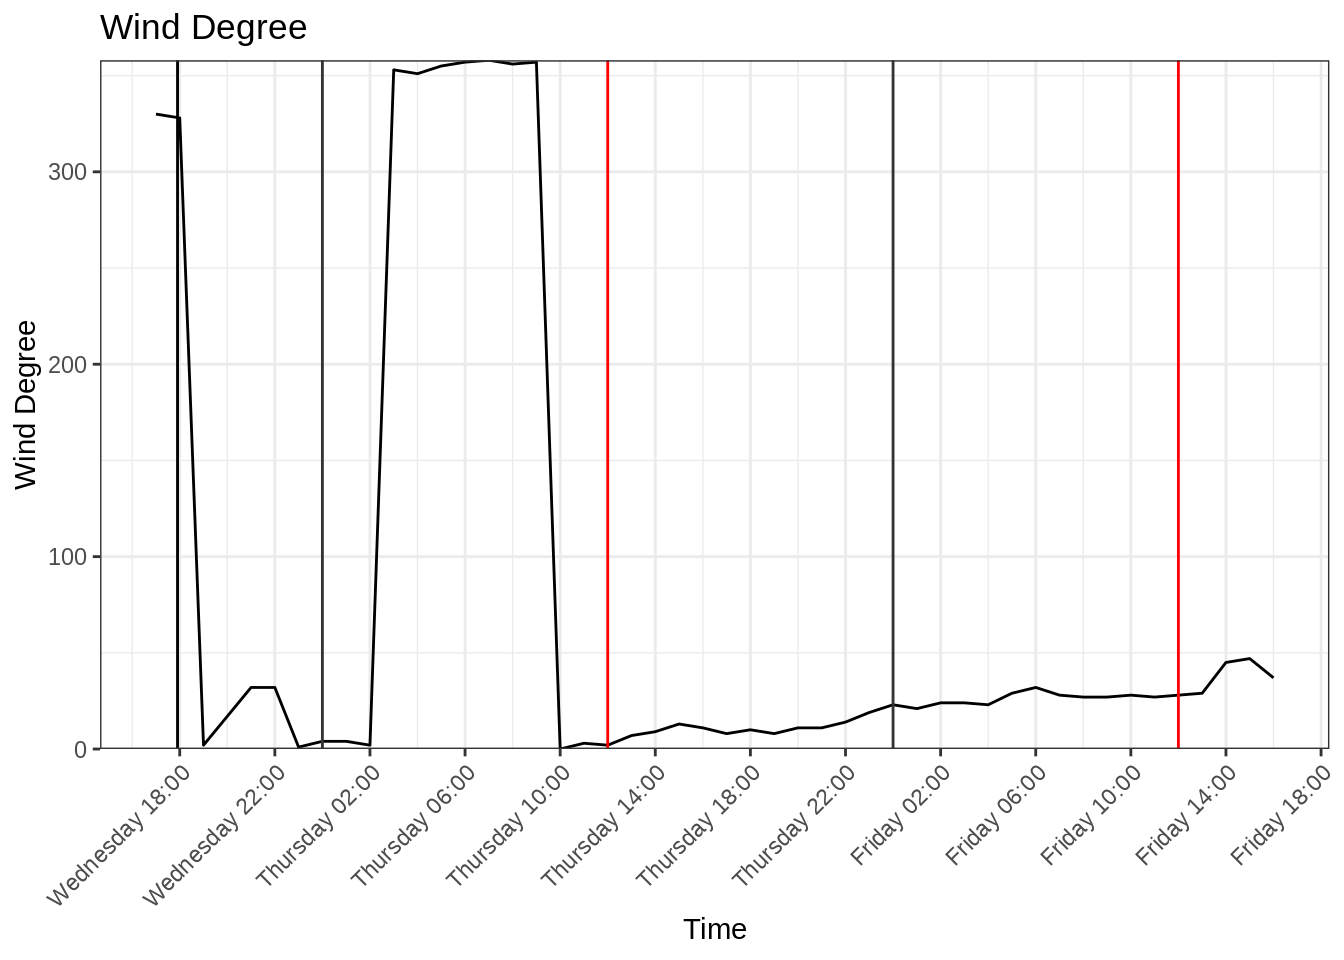 Wind Degree
Wind Degree
300
200
100
0
Wednesday 18:00
Wednesday 22:00
Thursday 02:00
Thursday 06:00
Thursday 10:00
Thursday 14:00
Thursday 18:00
Thursday 22:00
Friday 02:00
Friday 06:00
Friday 10:00
Friday 14:00
Friday 18:00
Time